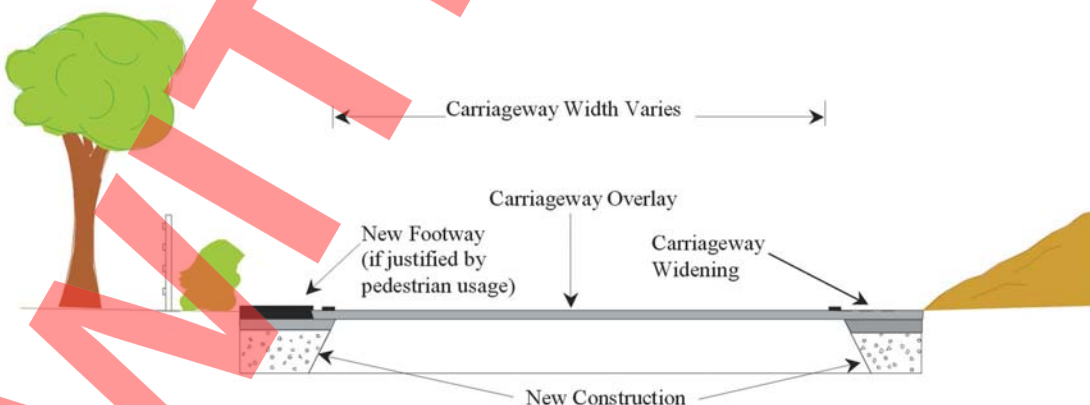 Carriageway Width Varies
Carriageway Overlay
New Footway
(if justified by
pedestrian usage)
Carriageway
Widening
New Construction